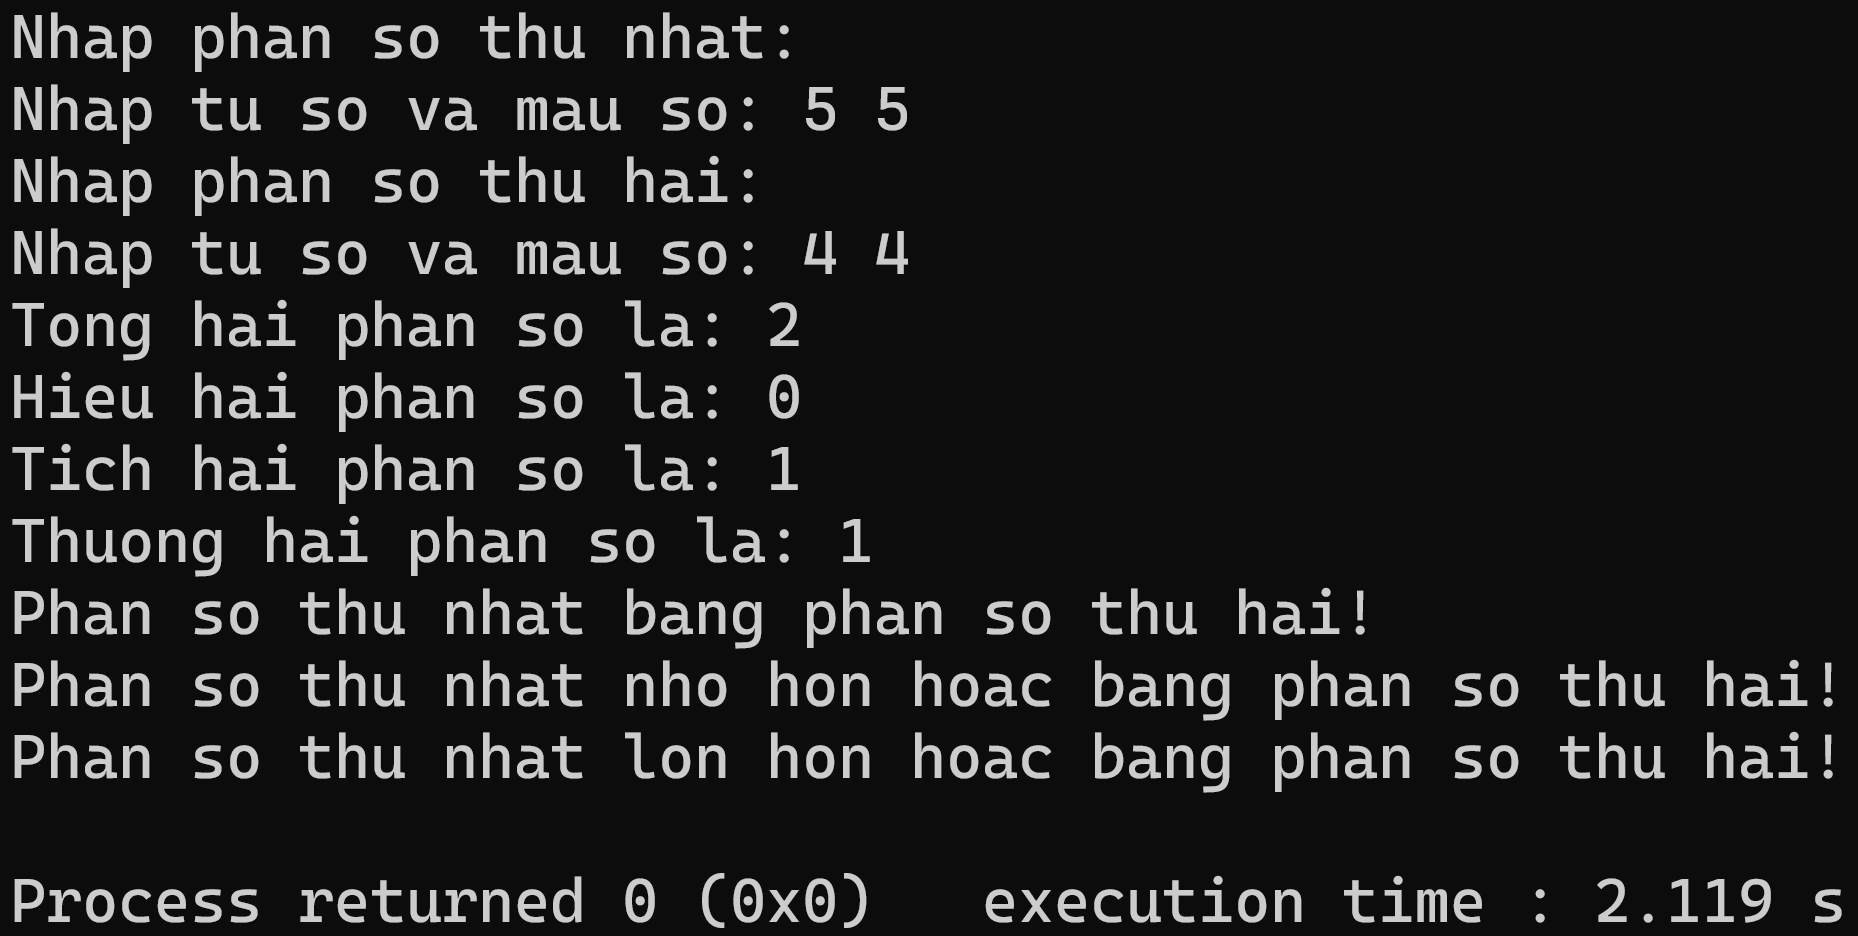 Nhap phan so thu nhat:
Nhap tu so va mau so: 5 5
Nhap phan so thu hai:
Nhap tu so va mau so: 4 4
Tong hai phan so la: 2
Hieu hai phan so la: 0
Tich hai phan so la: 1
Thuong hai phan so la: 1
Phan so thu nhat bang phan so thu hai!
Phan so thu nhat nho hon hoac bang phan so thu hai!
Phan so thu nhat lon hon hoac bang phan so thu hai!
Process returned 0 (0x0)   execution time : 2.119 s